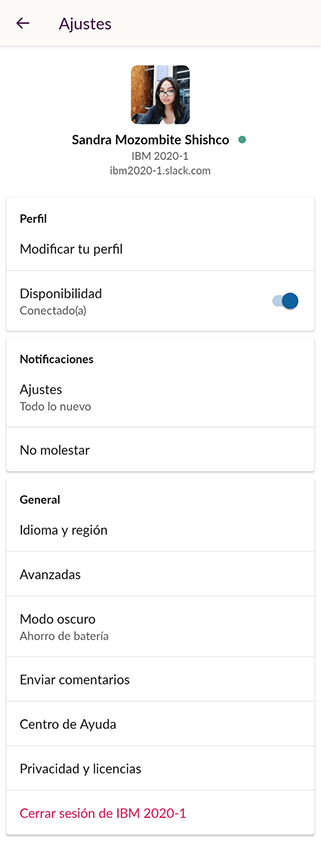 Ajustes
Sandra Mozombite Shishco
IBM 2020-1
ibm2020-1.slack.com
Perfil
Modificar tu perfil
Disponibilidad
Conectado(a)
Notificaciones
Ajustes
Todo lo nuevo
No molestar
General
Idioma y región
Avanzadas
Modo oscuro
Ahorro de batería
Enviar comentarios
Centro de Ayuda
Privacidad y licencias
Cerrar sesión de IBM 2020-1